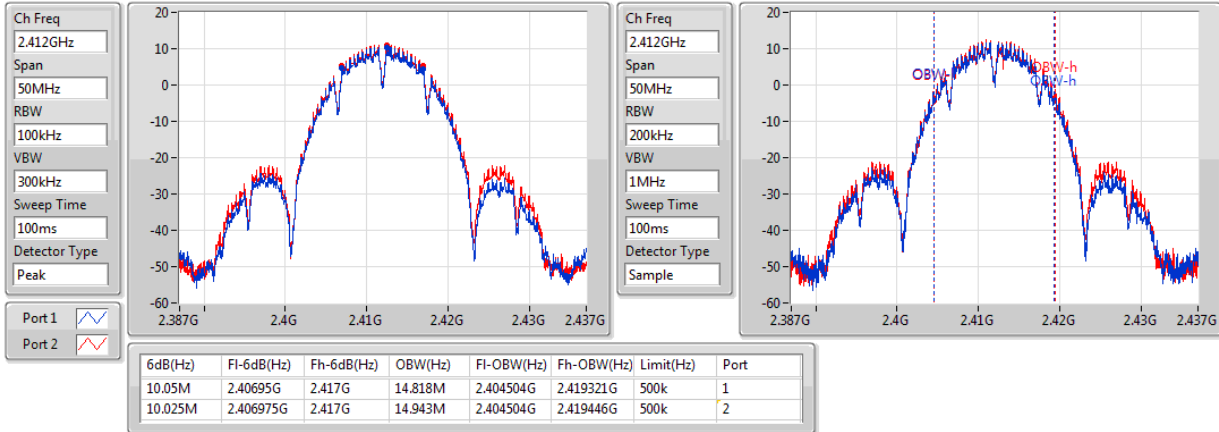 Ch Freq
2.412GHz
Span
50MHz
RBW
100kHz
VBW
300kHz
Sweep Time
100ms
Detector Type
Peak
Port 1
Port 2
20
10
0
-10
-20
-30
-40
-50
-60
2.387G 2.4G 2.41G 2.42G 2.43G 2.437G
Ch Freq
2.412GHz
Span
50MHz
RBW
200kHz
VBW
1MHz
Sweep Time
100ms
Detector Type
Sample
20
10
0
-10
-20
-30
-40
-50
-60
OBW-
OBW-h
OBW-h
2.387G 2.4G 2.41G 2.42G 2.43G 2.437G
6dB(Hz) Fl-6dB(Hz) Fh-6dB(Hz) OBW(Hz) Fl-OBW(Hz) Fh-OBW(Hz) Limit(Hz) Port
10.05M 2.40695G 2.417G 14.818M 2.404504G 2.419321G 500k 1
10.025M 2.406975G 2.417G 14.943M 2.404504G 2.419446G 500k 2